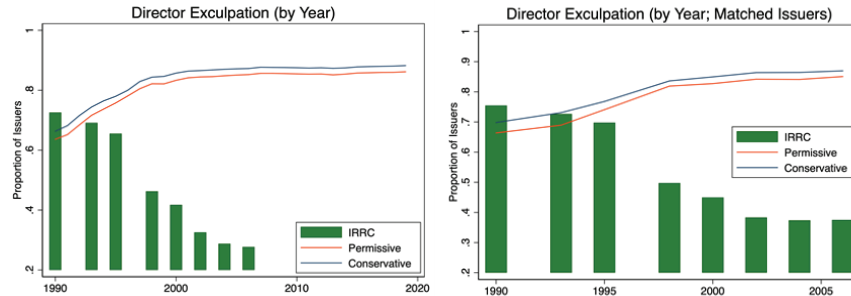 Director Exculpation (by Year)
Proportion of Issuers
1
.8
.6
.4
.2
1990
2000
2010
2020
IRRC
Permissive
Conservative
Director Exculpation (by Year; Matched Issuers)
Proportion of Issuers
1
.9
.8
.7
.6
.5
.4
.3
.2
1990
1995
2000
2005
IRRC
Permissive
Conservative